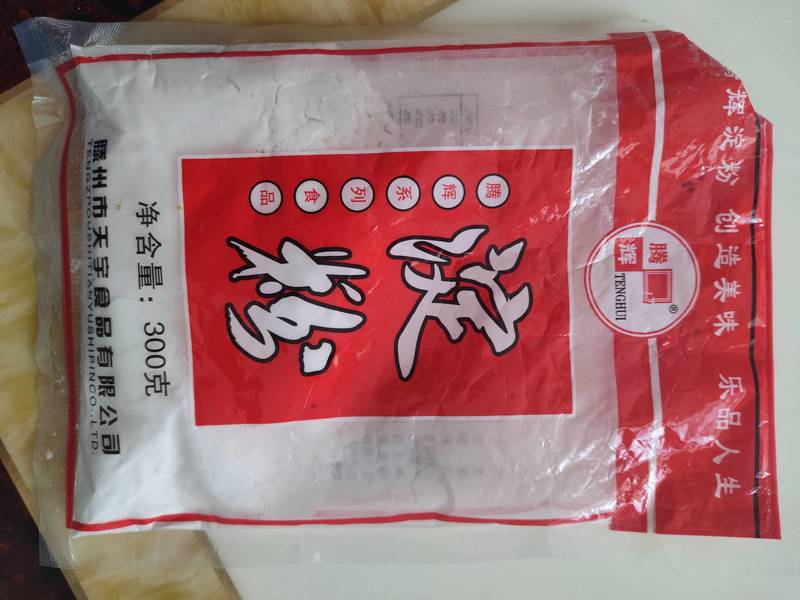 辉淀粉 创造美味 乐品人生
腾
辉
®
TENGHUI
腾辉系列食品
淀粉
净含量：300克
滕州市天宇食品有限公司
TENGZHOUSHITIANYUSHIPINCO.,LTD.